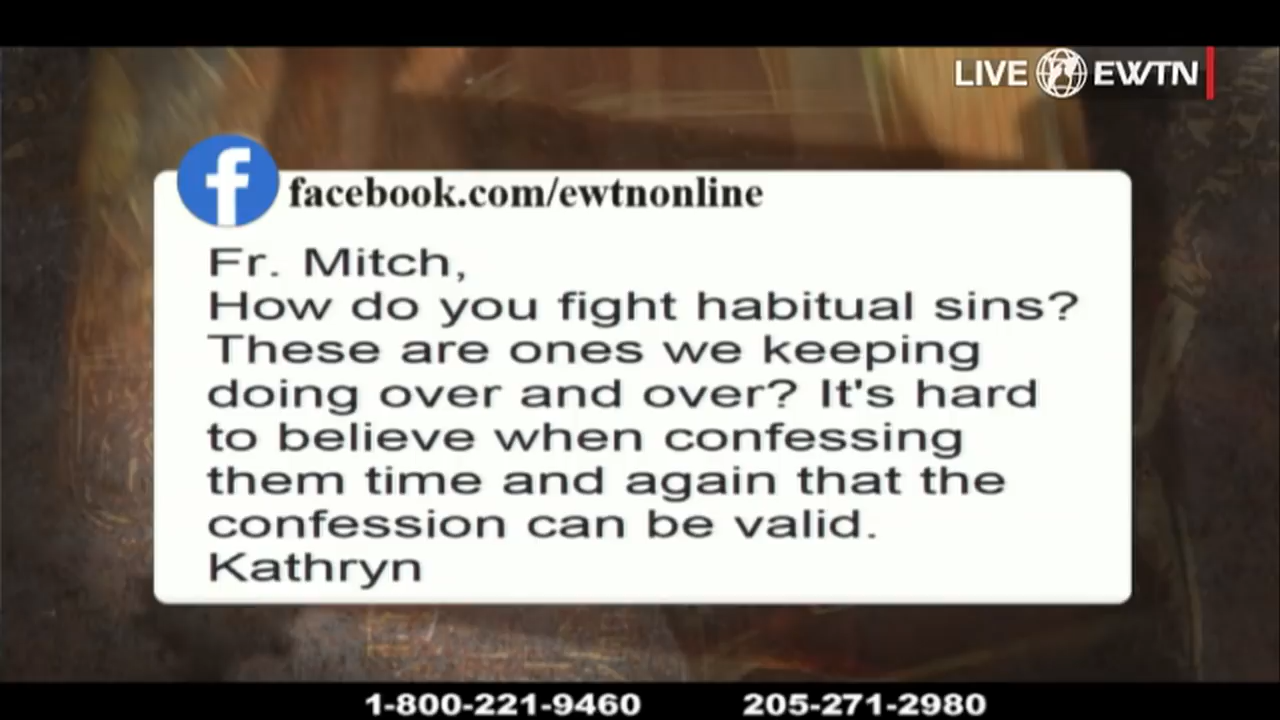 LIVE EWTN
facebook.com/ewtnonline
Fr. Mitch,
How do you fight habitual sins?
These are ones we keeping
doing over and over? It's hard
to believe when confessing
them time and again that the
confession can be valid.
Kathryn
1-800-221-9460 205-271-2980